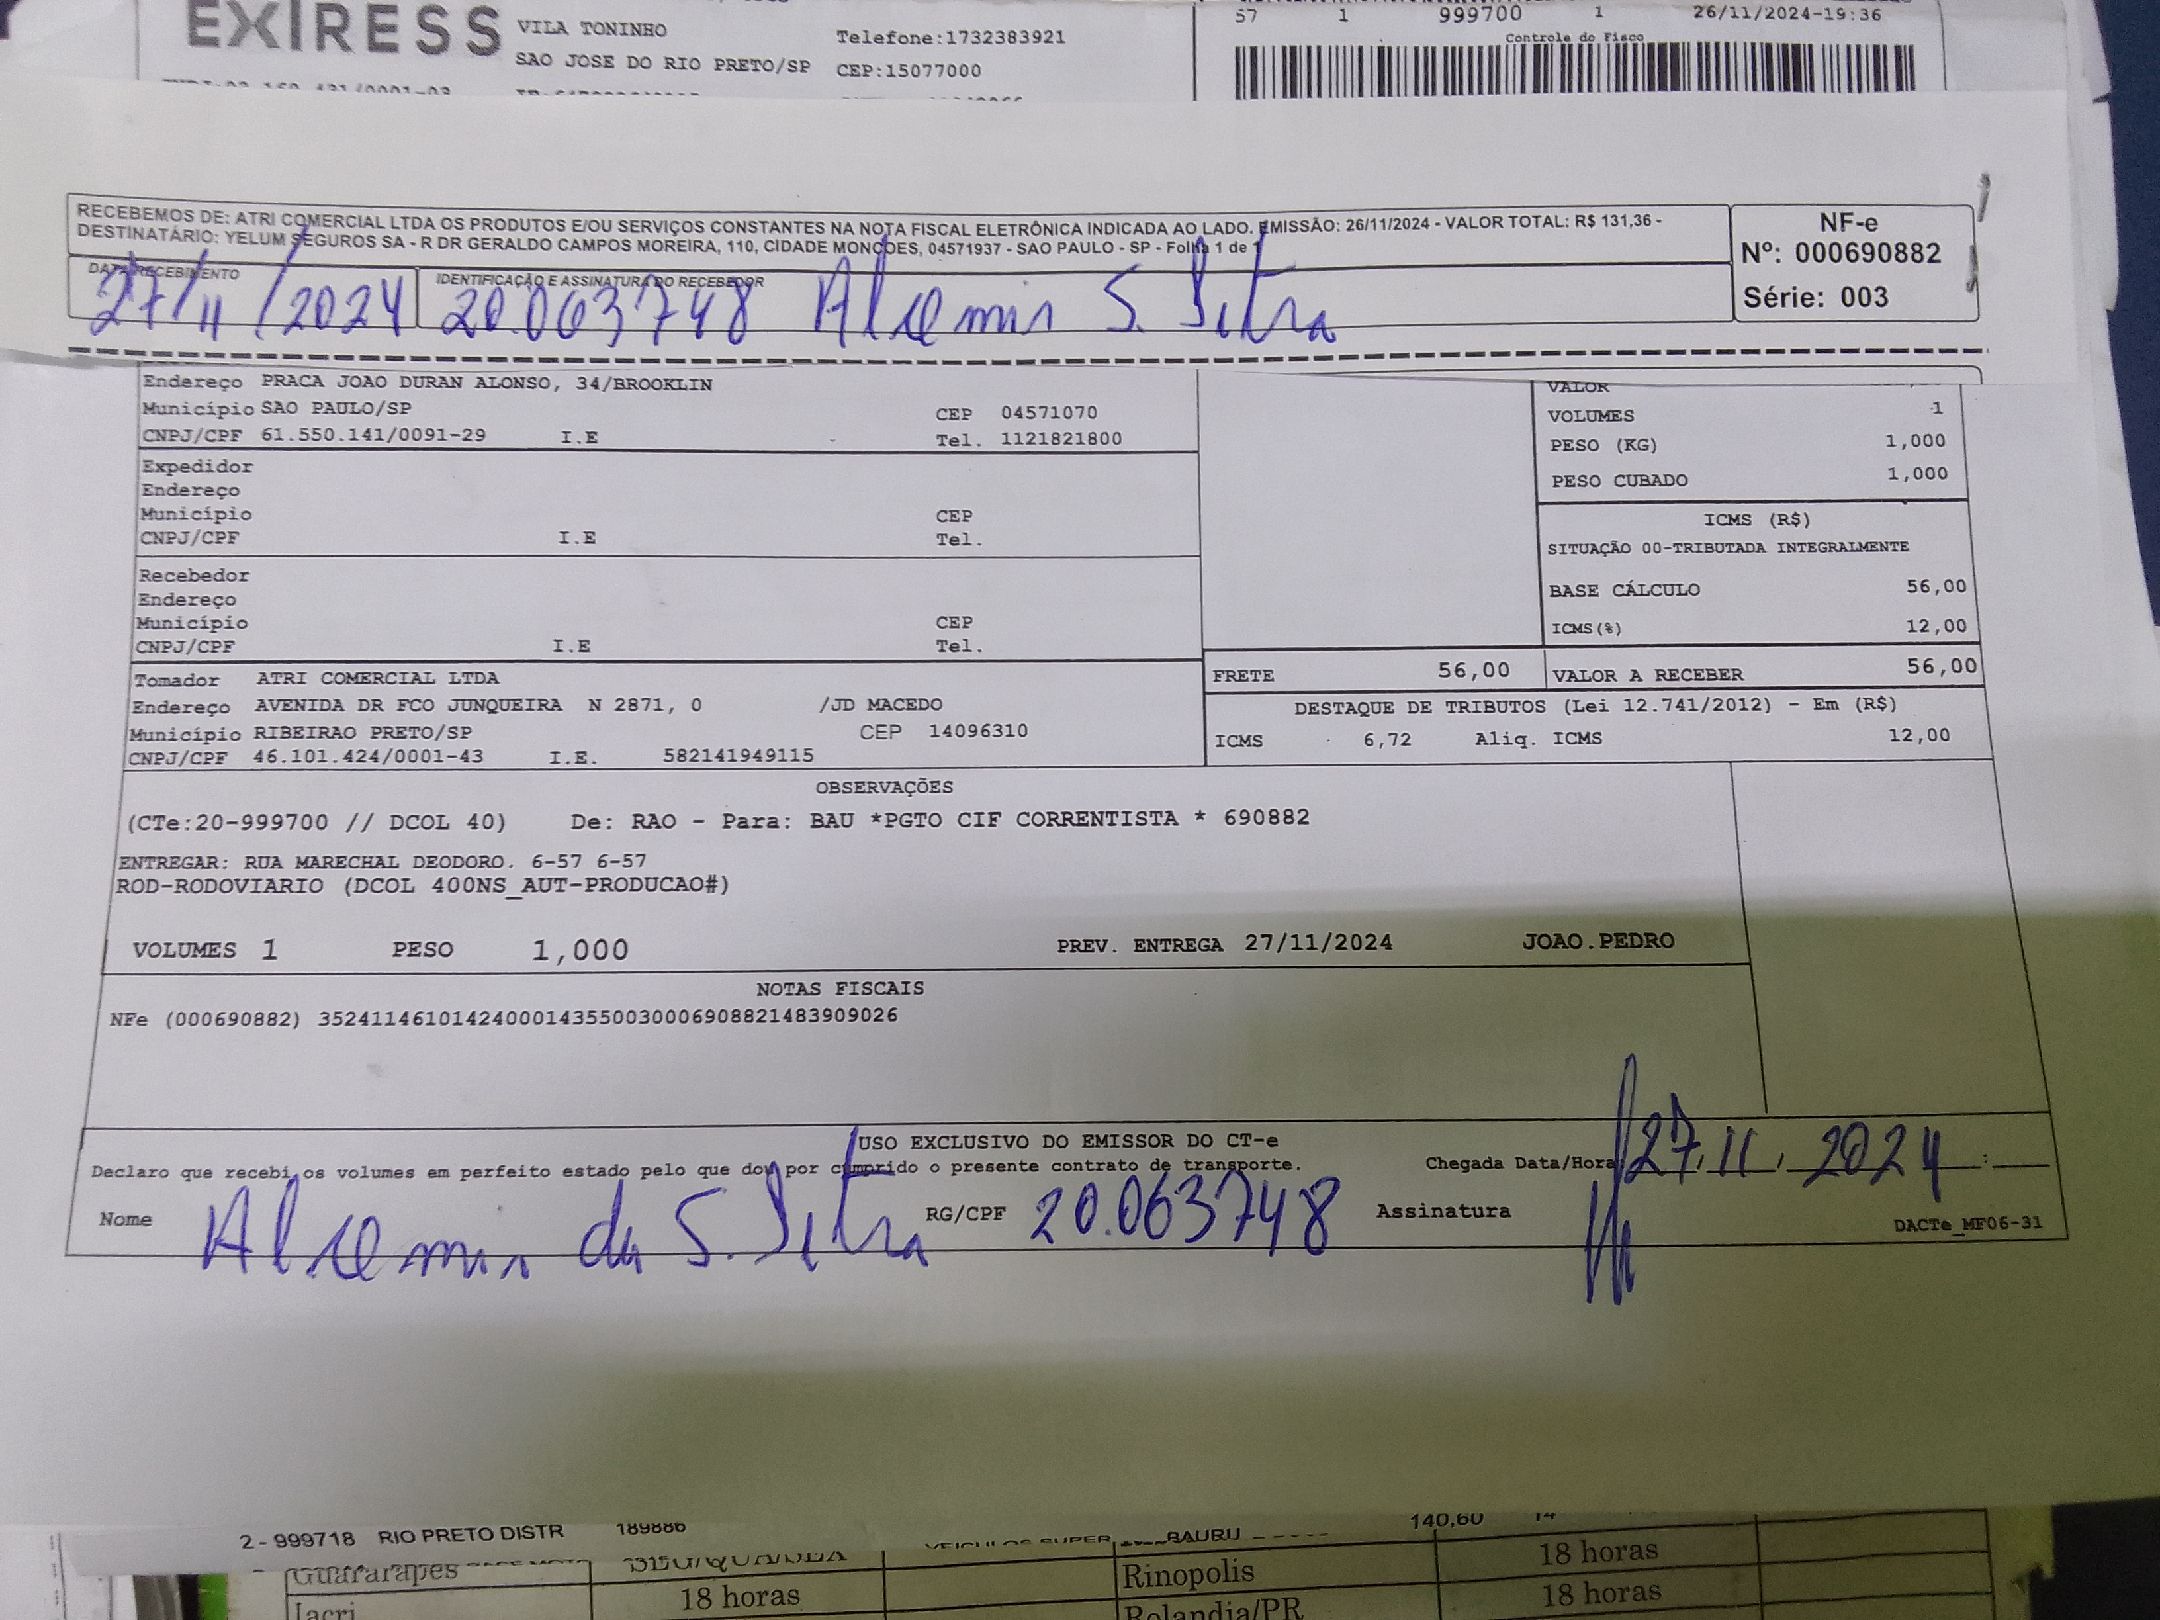 EXIRESS
VILA TONINHO
SAO JOSE DO RIO PRETO/SP
Telefone:1732383921
CEP:15077000
57 1 999700 1 26/11/2024-19:36
Controle do Fisco
RECEBEMOS DE: ATRI COMERCIAL LTDA OS PRODUTOS E/OU SERVIÇOS CONSTANTES NA NOTA FISCAL ELETRÔNICA INDICADA AO LADO. EMISSÃO: 26/11/2024 - VALOR TOTAL: R$ 131,36 -
DESTINATÁRIO: YELUM SEGUROS SA - R DR GERALDO CAMPOS MOREIRA, 110, CIDADE MONÇOES, 04571937 - SAO PAULO - SP - Folha 1 de 1
NF-e
Nº: 000690882
Série: 003
DATA RECEBIMENTO
27/11/2024
IDENTIFICAÇÃO E ASSINATURA DO RECEBEDOR
20.063748 Alcemir S. Silva
Endereço PRACA JOAO DURAN ALONSO, 34/BROOKLIN
Município SAO PAULO/SP CEP 04571070
CNPJ/CPF 61.550.141/0091-29 I.E Tel. 1121821800
VALOR
VOLUMES 1
PESO (KG) 1,000
PESO CUBADO 1,000
Expedidor
Endereço
Município CEP
CNPJ/CPF I.E Tel.
ICMS (R$)
SITUAÇÃO 00-TRIBUTADA INTEGRALMENTE
BASE CÁLCULO 56,00
ICMS(%) 12,00
Recebedor
Endereço
Município CEP
CNPJ/CPF I.E Tel.
FRETE 56,00 VALOR A RECEBER 56,00
Tomador ATRI COMERCIAL LTDA
Endereço AVENIDA DR FCO JUNQUEIRA N 2871, 0 /JD MACEDO
Município RIBEIRAO PRETO/SP CEP 14096310
CNPJ/CPF 46.101.424/0001-43 I.E. 582141949115
DESTAQUE DE TRIBUTOS (Lei 12.741/2012) - Em (R$)
ICMS 6,72 Aliq. ICMS 12,00
OBSERVAÇÕES
(CTe:20-999700 // DCOL 40) De: RAO - Para: BAU *PGTO CIF CORRENTISTA * 690882
ENTREGAR: RUA MARECHAL DEODORO. 6-57 6-57
ROD-RODOVIARIO (DCOL 400NS_AUT-PRODUCAO#)
VOLUMES 1 PESO 1,000 PREV. ENTREGA 27/11/2024 JOAO.PEDRO
NOTAS FISCAIS
NFe (000690882) 35241146101424000143550030006908821483909026
USO EXCLUSIVO DO EMISSOR DO CT-e
Declaro que recebi os volumes em perfeito estado pelo que dou por cumprido o presente contrato de transporte.
Chegada Data/Hora 27.11.2024 :
Nome Alcemir da S. Silva RG/CPF 20.063748 Assinatura
DACTe_MF06-31
2 - 999718 RIO PRETO DISTR 189886 BAURU 140,60 14
Guararapes
18 horas
Rinopolis
18 horas
Iacri
18 horas
Rolandia/PR